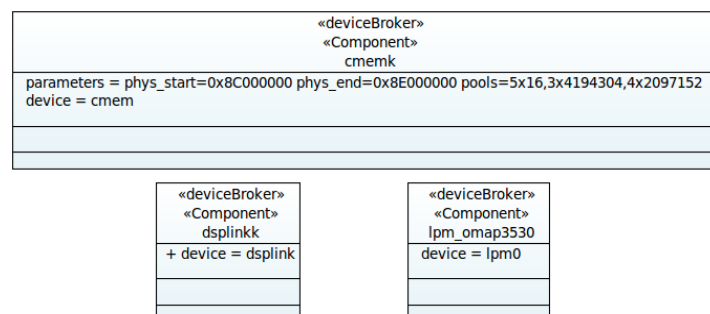 «deviceBroker»
«Component»
cmemk
parameters = phys_start=0x8C000000 phys_end=0x8E000000 pools=5x16,3x4194304,4x2097152
device = cmem
«deviceBroker»
«Component»
dsplinkk
+ device = dsplink
«deviceBroker»
«Component»
lpm_omap3530
device = lpm0